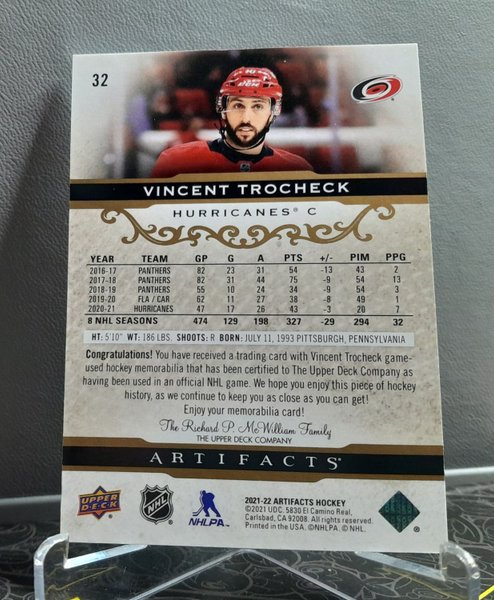 32
VINCENT TROCHECK
HURRICANES® C
YEAR TEAM GP G A PTS +/- PIM PPG
2016-17 PANTHERS 82 23 31 54 -13 43 2
2017-18 PANTHERS 82 31 44 75 -9 54 13
2018-19 PANTHERS 55 10 24 34 -9 54 3
2019-20 FLA / CAR 62 11 27 38 -8 49 1
2020-21 HURRICANES 47 17 26 43 -6 24 7
8 NHL SEASONS 474 129 198 327 -29 294 32
HT: 5'10" WT: 186 LBS. SHOOTS: R BORN: JULY 11, 1993 PITTSBURGH, PENNSYLVANIA
Congratulations! You have received a trading card with Vincent Trocheck game-
used hockey memorabilia that has been certified to The Upper Deck Company as
having been used in an official NHL game. We hope you enjoy this piece of hockey
history, as we continue to keep you as close as you can get!
Enjoy your memorabilia card!
The Richard P. McWilliam Family
THE UPPER DECK COMPANY
ARTIFACTS®
UPPER DECK
NHL
NHLPA
2021-22 ARTIFACTS HOCKEY
©2021 UDC. 5830 El Camino Real,
Carlsbad, CA 92008. All rights reserved.
Printed in the USA. ©NHLPA. © NHL.